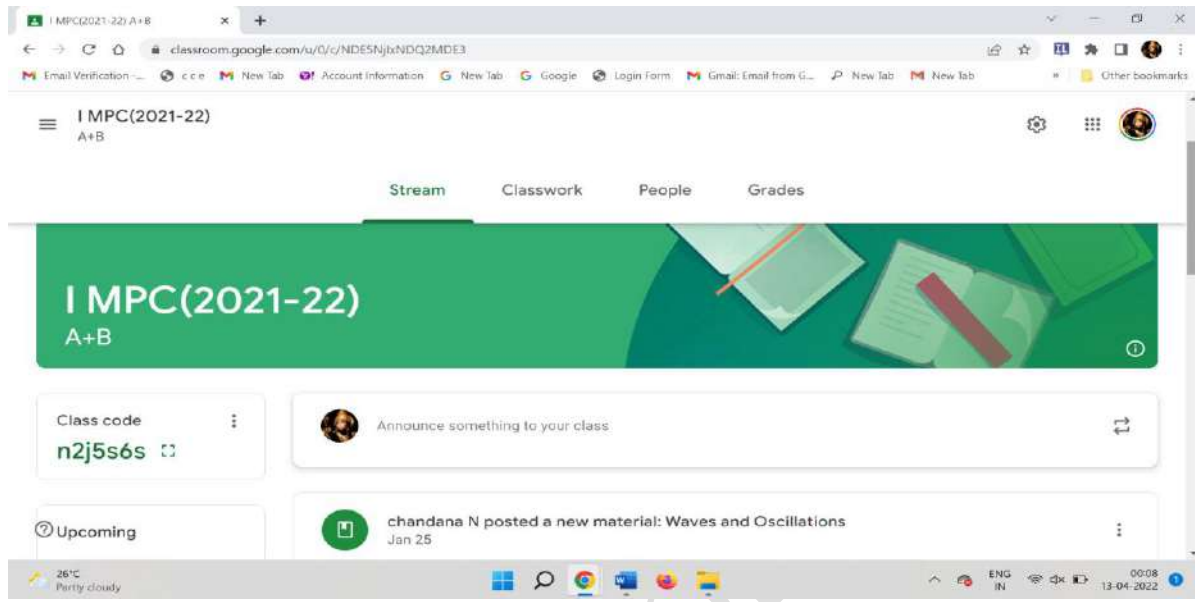 I MPC(2021-22) A+B
classroom.google.com/u/0/c/NDE5NjbxNDQ2MDE3
Email Verification -... c c e New Tab Account Information New Tab Google Login Form Gmail: Email from G... New Tab New Tab » Other bookmarks
I MPC(2021-22)
A+B
Stream Classwork People Grades
I MPC(2021-22)
A+B
Class code
n2j5s6s
Announce something to your class
Upcoming
chandana N posted a new material: Waves and Oscillations
Jan 25
26°C
Partly cloudy
ENG
IN
00:08
13-04-2022